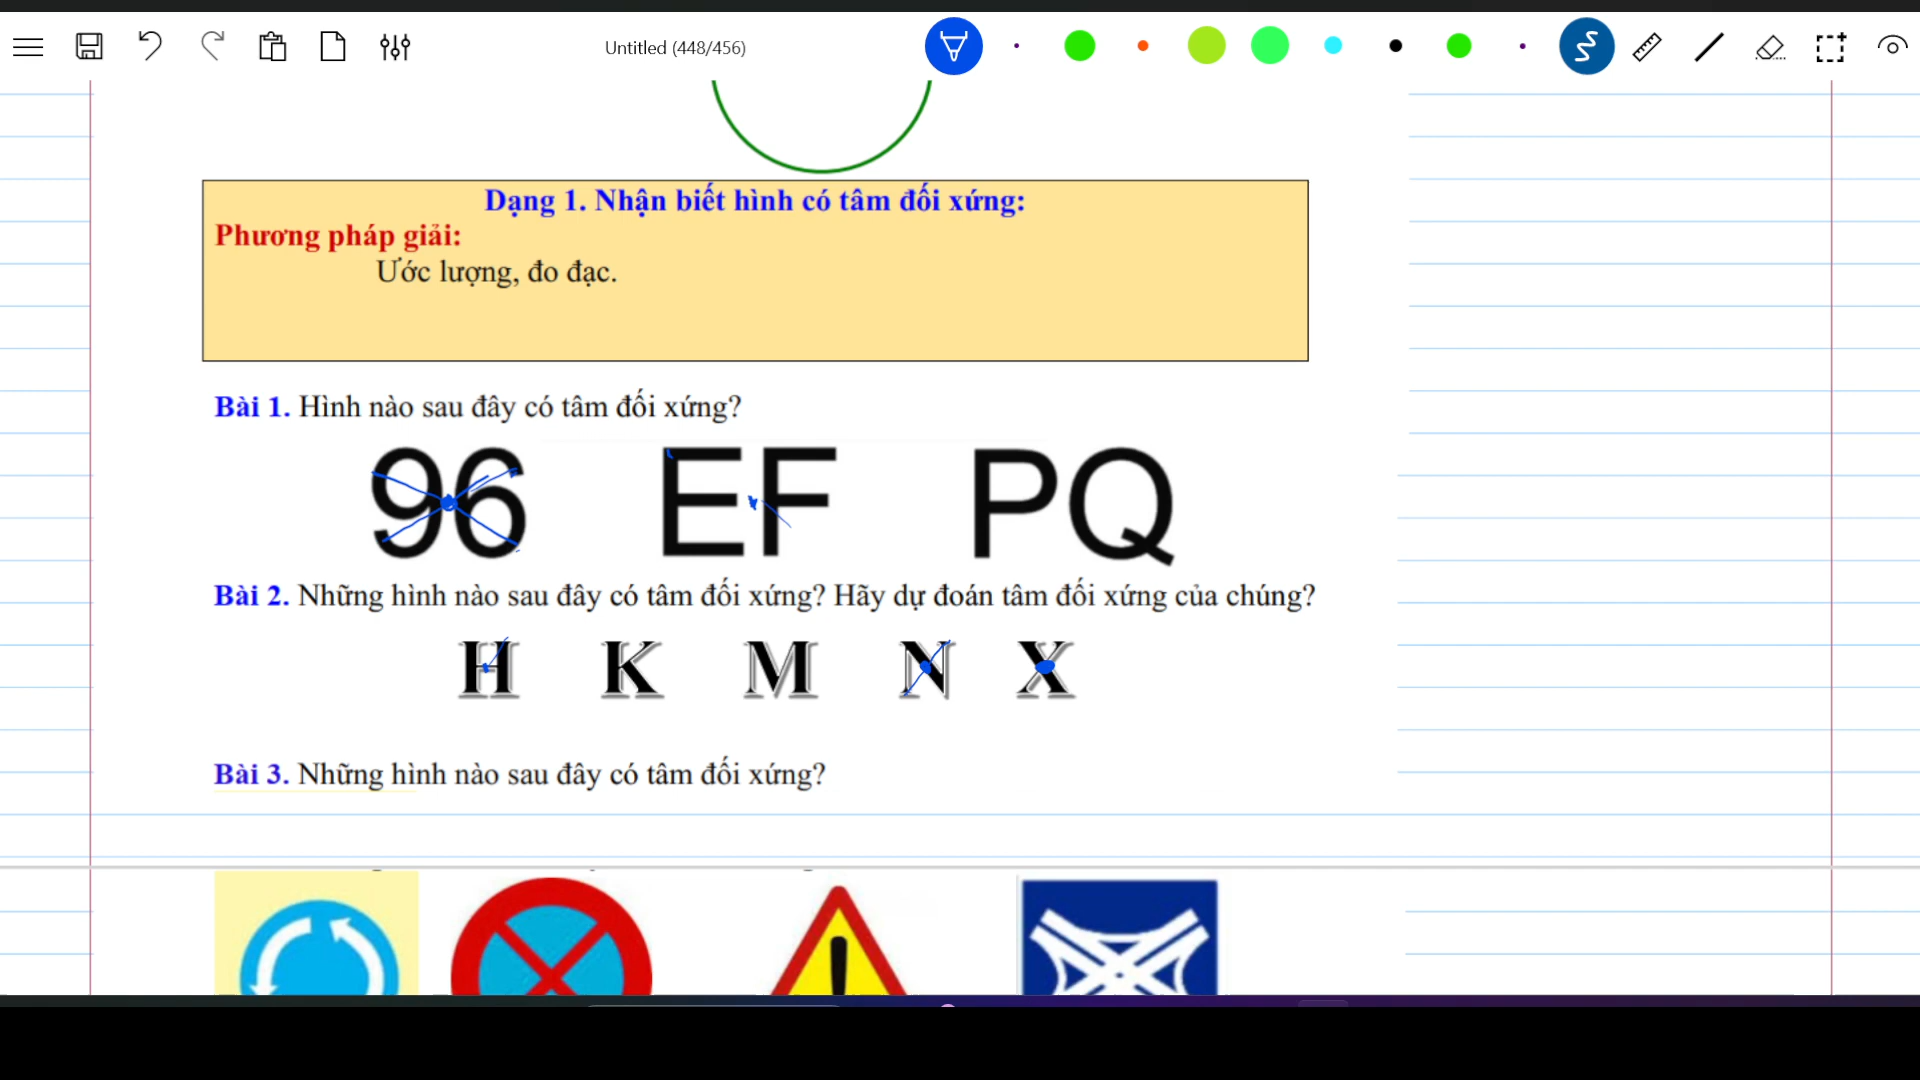 Untitled (448/456)
Dạng 1. Nhận biết hình có tâm đối xứng:
Phương pháp giải:
Ước lượng, đo đạc.
Bài 1. Hình nào sau đây có tâm đối xứng?
96 EF PQ
Bài 2. Những hình nào sau đây có tâm đối xứng? Hãy dự đoán tâm đối xứng của chúng?
H K M N X
Bài 3. Những hình nào sau đây có tâm đối xứng?